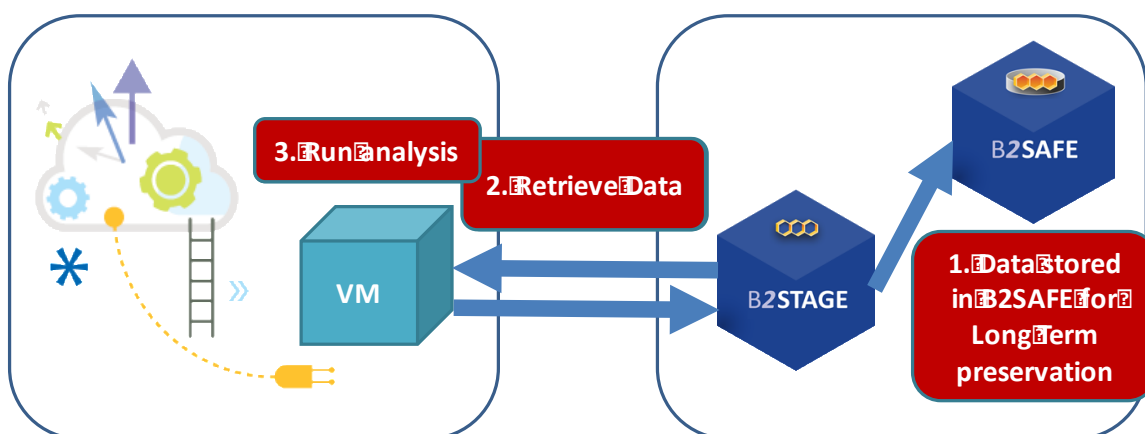 3. Run analysis
2. Retrieve Data
VM
B2STAGE
B2SAFE
1. Data stored
in B2SAFE for
Long Term
preservation